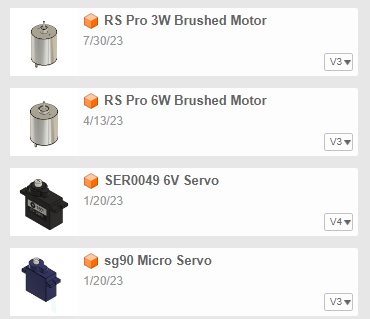 RS Pro 3W Brushed Motor
7/30/23
V3
RS Pro 6W Brushed Motor
4/13/23
V3
SER0049 6V Servo
1/20/23
V4
sg90 Micro Servo
1/20/23
V3